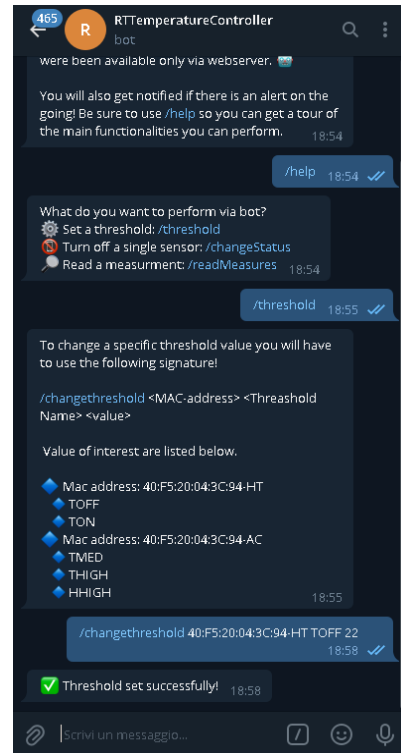 465
R
RTTemperatureController
bot
were been available only via webserver. 🤖
You will also get notified if there is an alert on the
going! Be sure to use /help so you can get a tour of
the main functionalities you can perform.
18:54
/help
18:54
What do you want to perform via bot?
⚙️ Set a threshold: /threshold
📵 Turn off a single sensor: /changeStatus
🔎 Read a measurment: /readMeasures
18:54
/threshold
18:55
To change a specific threshold value you will have
to use the following signature!
/changethreshold <MAC-address> <Threashold
Name> <value>
Value of interest are listed below.
🔷 Mac address: 40:F5:20:04:3C:94-HT
🔹 TOFF
🔹 TON
🔷 Mac address: 40:F5:20:04:3C:94-AC
🔹 TMED
🔹 THIGH
🔹 HHIGH
18:55
/changethreshold 40:F5:20:04:3C:94-HT TOFF 22
18:58
✅ Threshold set successfully!
18:58
Scrivi un messaggio...